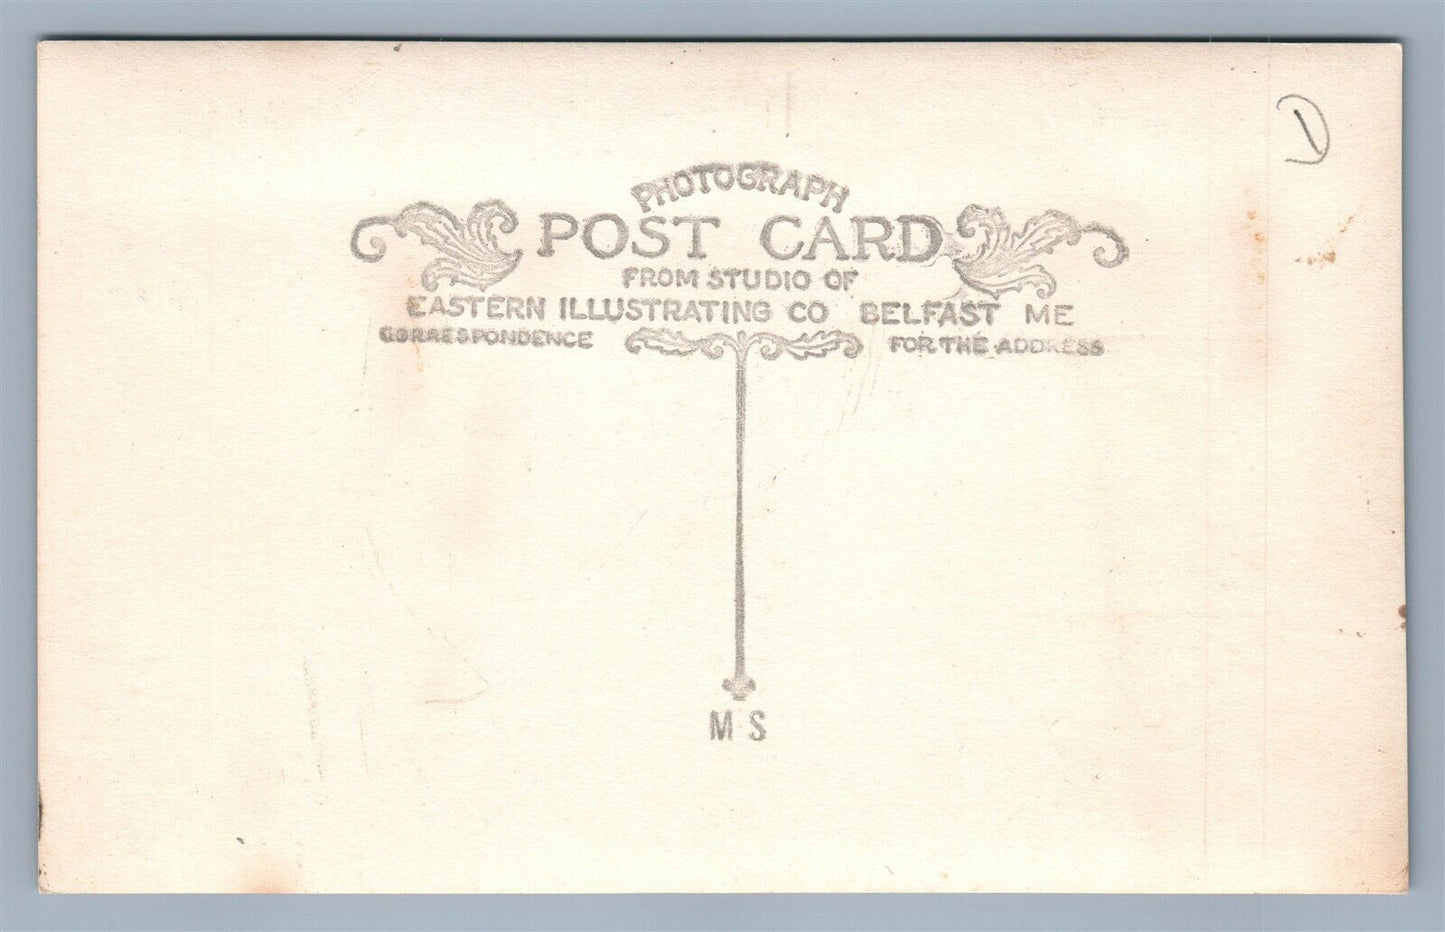 D
PHOTOGRAPH
POST CARD
FROM STUDIO OF
EASTERN ILLUSTRATING CO BELFAST ME
CORRESPONDENCE FOR THE ADDRESS
M S